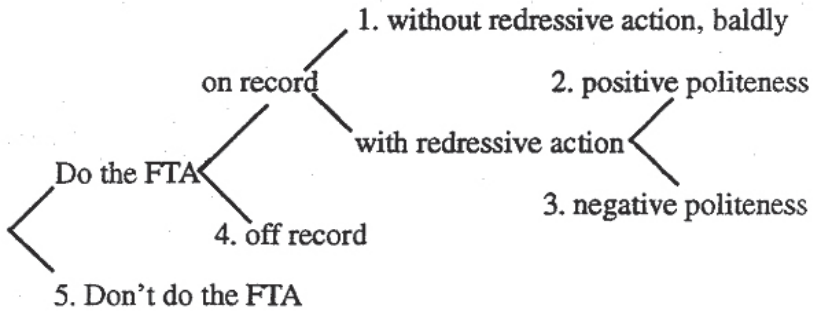 1. without redressive action, baldly
on record
2. positive politeness
with redressive action
Do the FTA
3. negative politeness
4. off record
5. Don't do the FTA